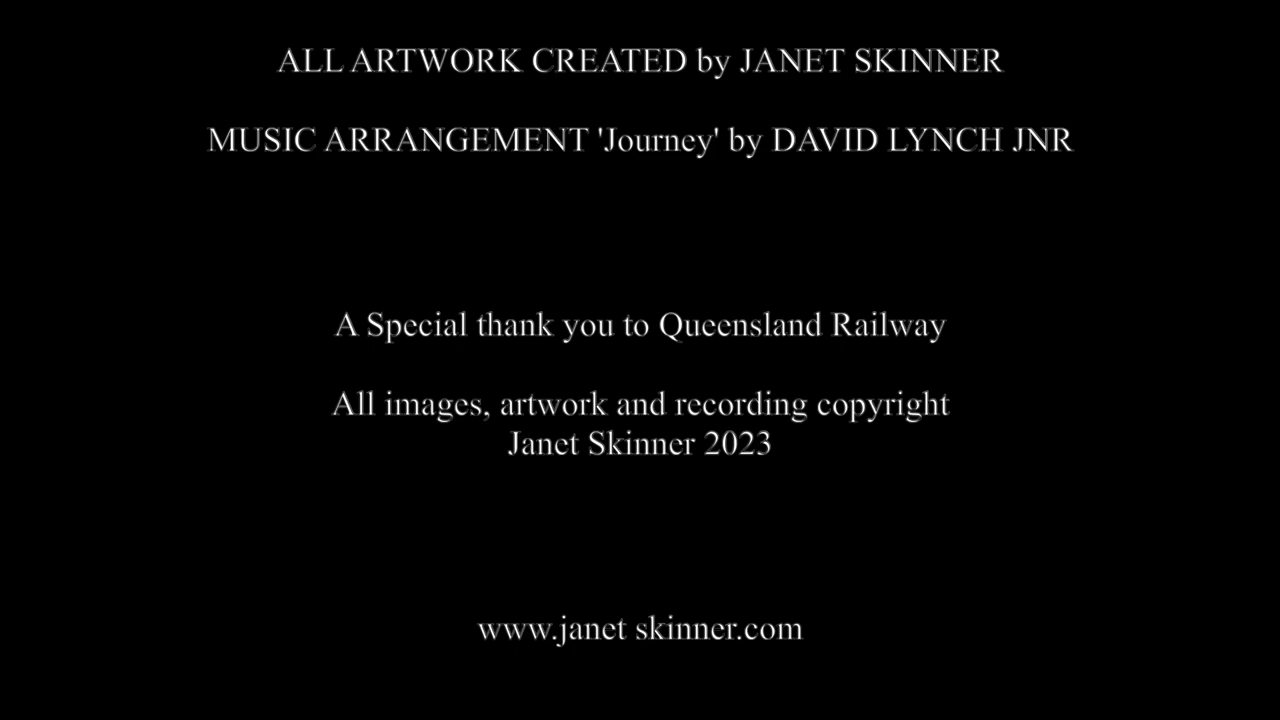 ALL ARTWORK CREATED by JANET SKINNER
MUSIC ARRANGEMENT 'Journey' by DAVID LYNCH JNR
A Special thank you to Queensland Railway
All images, artwork and recording copyright
Janet Skinner 2023
www.janet skinner.com